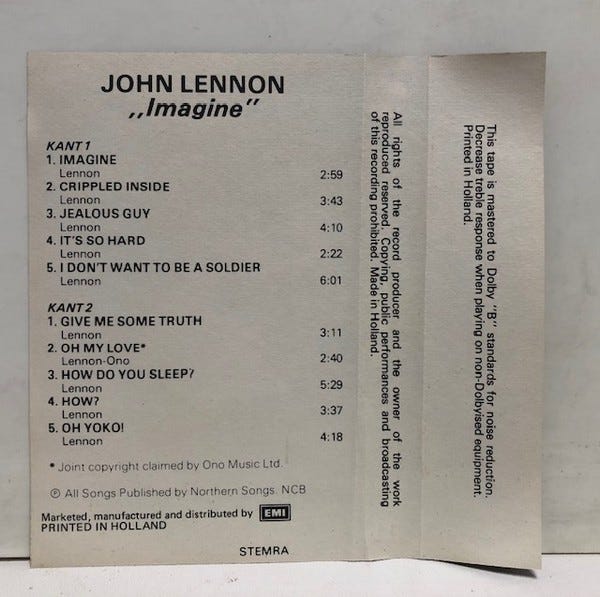 JOHN LENNON
,,Imagine"
KANT 1
1. IMAGINE
Lennon 2:59
2. CRIPPLED INSIDE
Lennon 3:43
3. JEALOUS GUY
Lennon 4:10
4. IT'S SO HARD
Lennon 2:22
5. I DON'T WANT TO BE A SOLDIER
Lennon 6:01
KANT 2
1. GIVE ME SOME TRUTH
Lennon 3:11
2. OH MY LOVE*
Lennon-Ono 2:40
3. HOW DO YOU SLEEP?
Lennon 5:29
4. HOW?
Lennon 3:37
5. OH YOKO!
Lennon 4:18
* Joint copyright claimed by Ono Music Ltd.
Ⓟ All Songs Published by Northern Songs. NCB
Marketed, manufactured and distributed by EMI
PRINTED IN HOLLAND
STEMRA
All rights of the record producer and the owner of the work
reproduced reserved. Copying, public performances and broadcasting
of this recording prohibited. Made in Holland.
This tape is mastered to Dolby "B" standards for noise reduction.
Decrease treble response when playing on non-Dolbyised equipment.
Printed in Holland.